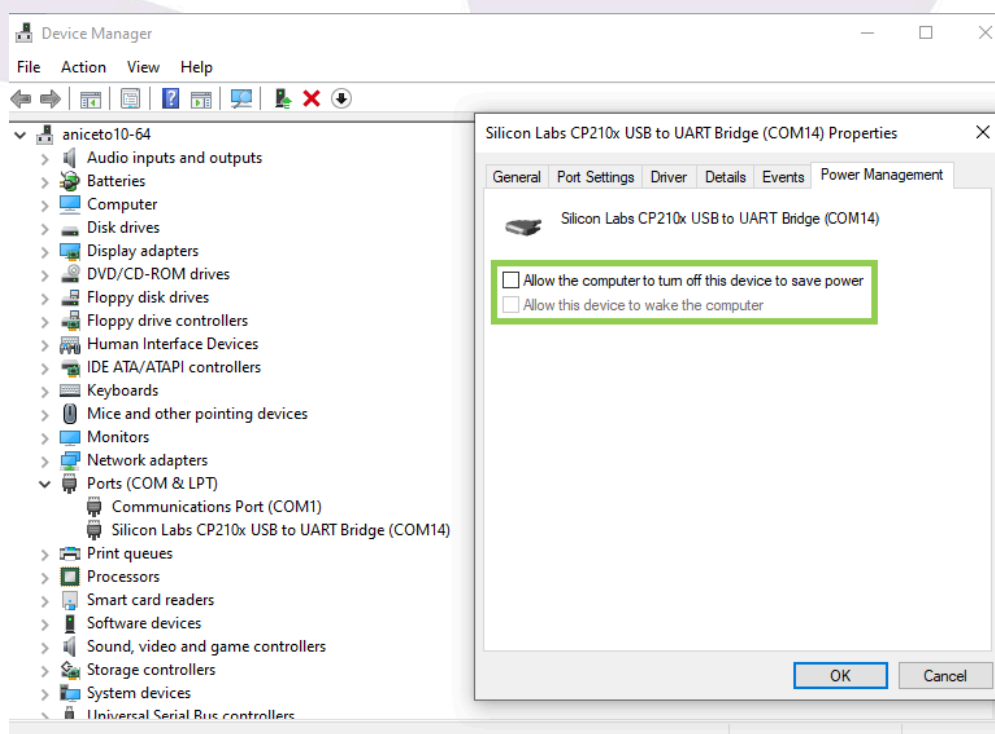 Device Manager
File Action View Help
aniceto10-64
Audio inputs and outputs
Batteries
Computer
Disk drives
Display adapters
DVD/CD-ROM drives
Floppy disk drives
Floppy drive controllers
Human Interface Devices
IDE ATA/ATAPI controllers
Keyboards
Mice and other pointing devices
Monitors
Network adapters
Ports (COM & LPT)
Communications Port (COM1)
Silicon Labs CP210x USB to UART Bridge (COM14)
Print queues
Processors
Smart card readers
Software devices
Sound, video and game controllers
Storage controllers
System devices
Universal Serial Bus controllers
Silicon Labs CP210x USB to UART Bridge (COM14) Properties
General Port Settings Driver Details Events Power Management
Silicon Labs CP210x USB to UART Bridge (COM14)
Allow the computer to turn off this device to save power
Allow this device to wake the computer
OK Cancel